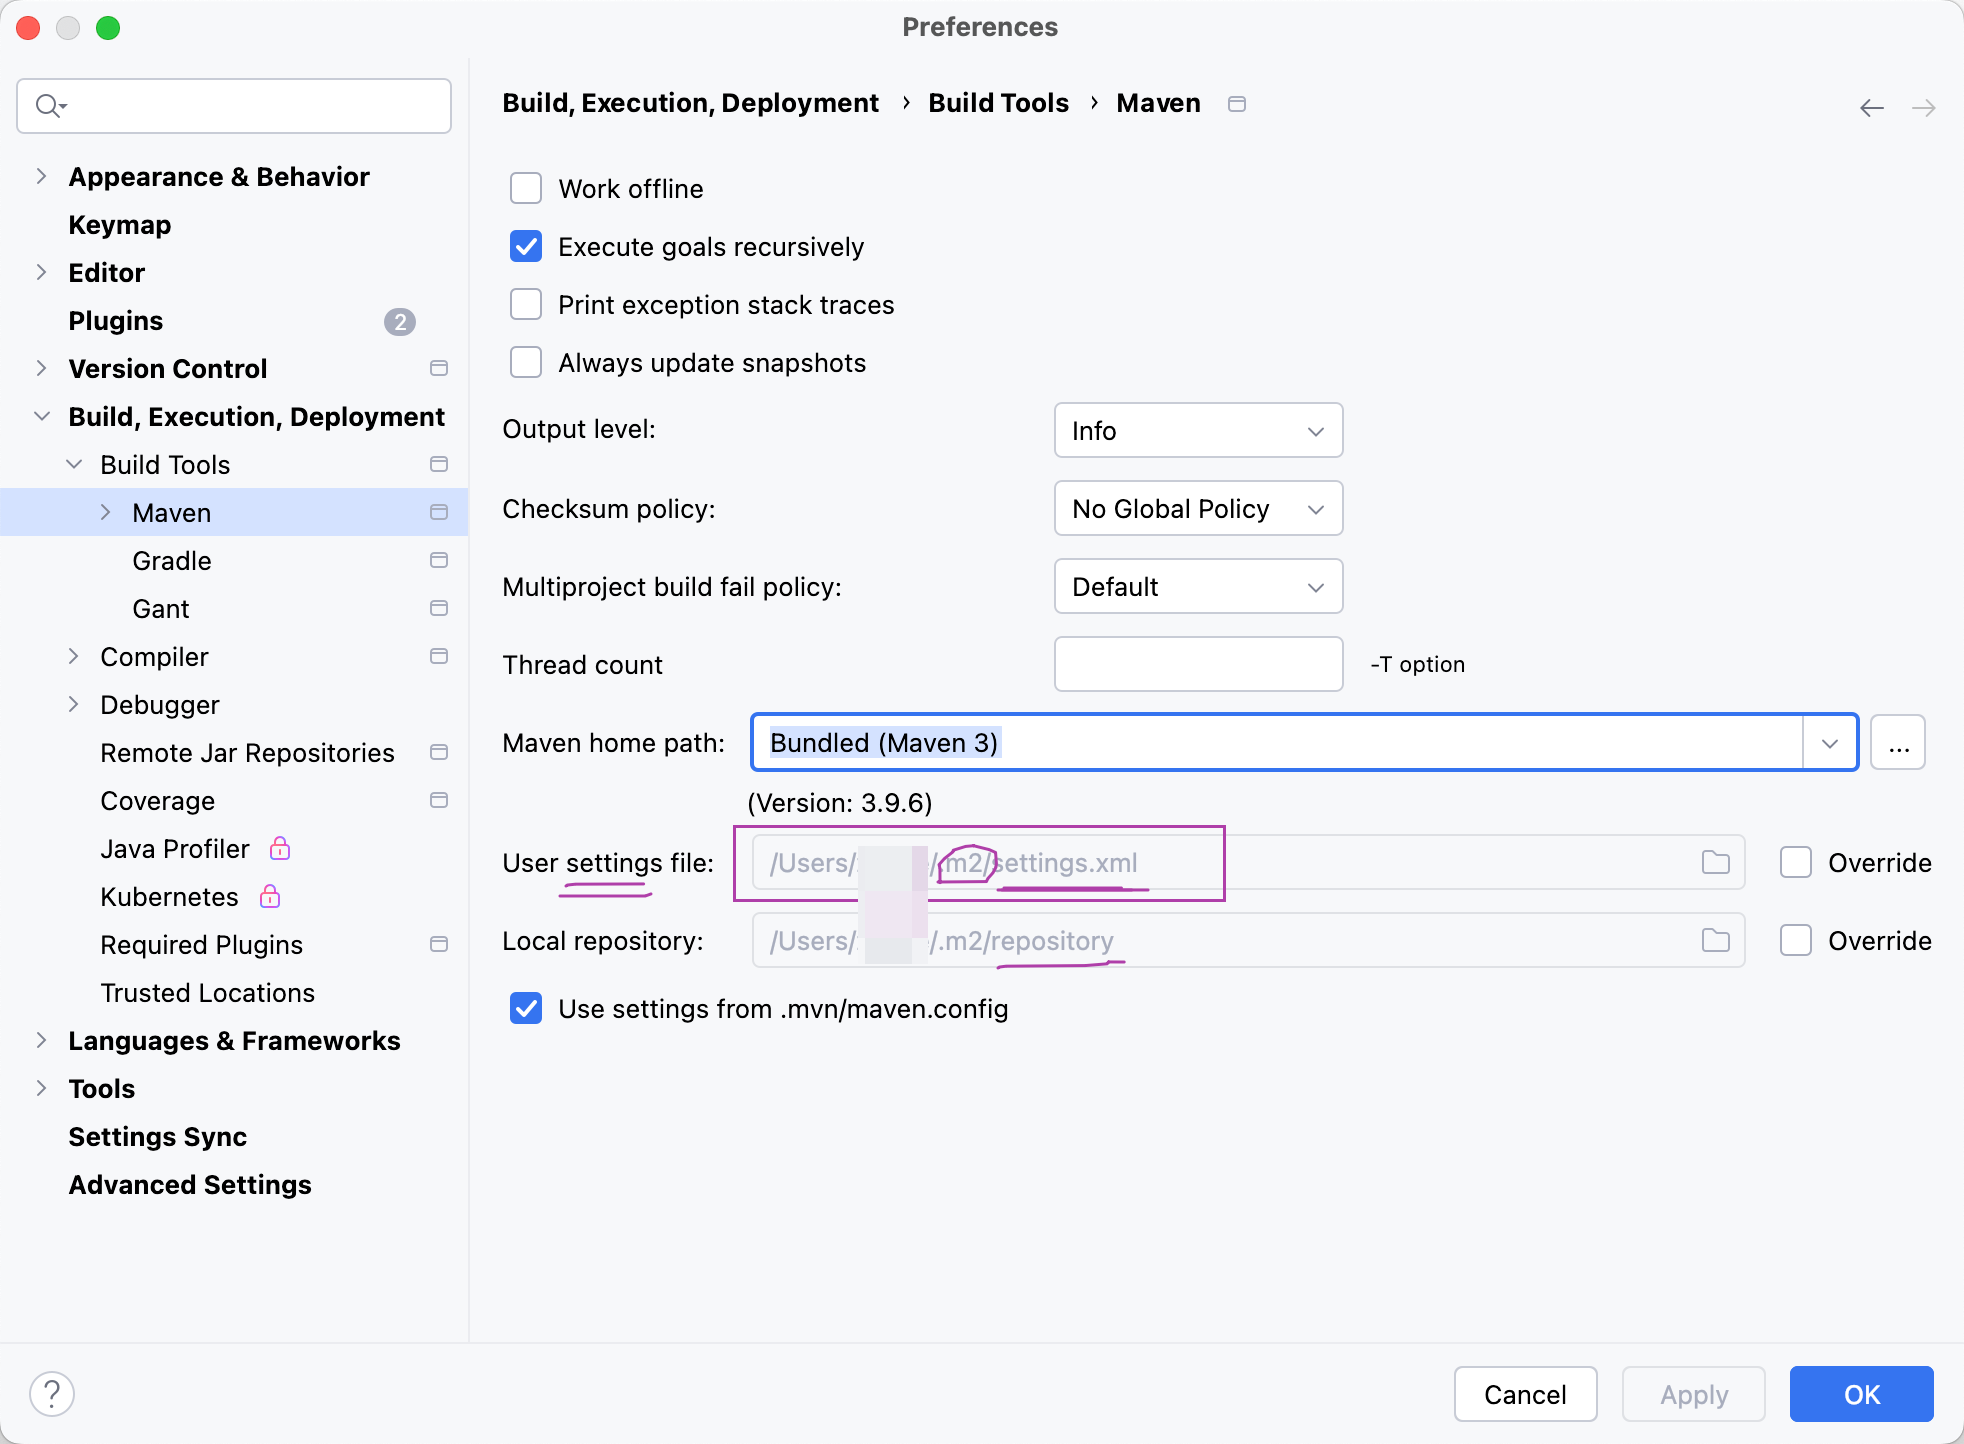 Preferences
Appearance & Behavior
Keymap
Editor
Plugins 2
Version Control
Build, Execution, Deployment
Build Tools
Maven
Gradle
Gant
Compiler
Debugger
Remote Jar Repositories
Coverage
Java Profiler
Kubernetes
Required Plugins
Trusted Locations
Languages & Frameworks
Tools
Settings Sync
Advanced Settings
Build, Execution, Deployment › Build Tools › Maven
Work offline
Execute goals recursively
Print exception stack traces
Always update snapshots
Output level: Info
Checksum policy: No Global Policy
Multiproject build fail policy: Default
Thread count -T option
Maven home path: Bundled (Maven 3) ...
(Version: 3.9.6)
User settings file: /Users/ /.m2/settings.xml Override
Local repository: /Users/ /.m2/repository Override
Use settings from .mvn/maven.config
? Cancel Apply OK